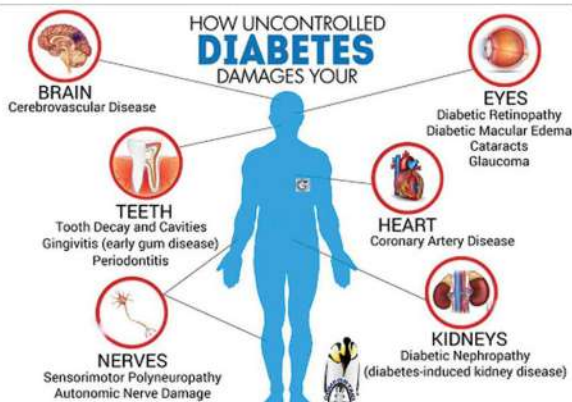 HOW UNCONTROLLED
DIABETES
DAMAGES YOUR
BRAIN
Cerebrovascular Disease
EYES
Diabetic Retinopathy
Diabetic Macular Edema
Cataracts
Glaucoma
TEETH
Tooth Decay and Cavities
Gingivitis (early gum disease)
Periodontitis
HEART
Coronary Artery Disease
NERVES
Sensorimotor Polyneuropathy
Autonomic Nerve Damage
KIDNEYS
Diabetic Nephropathy
(diabetes-induced kidney disease)